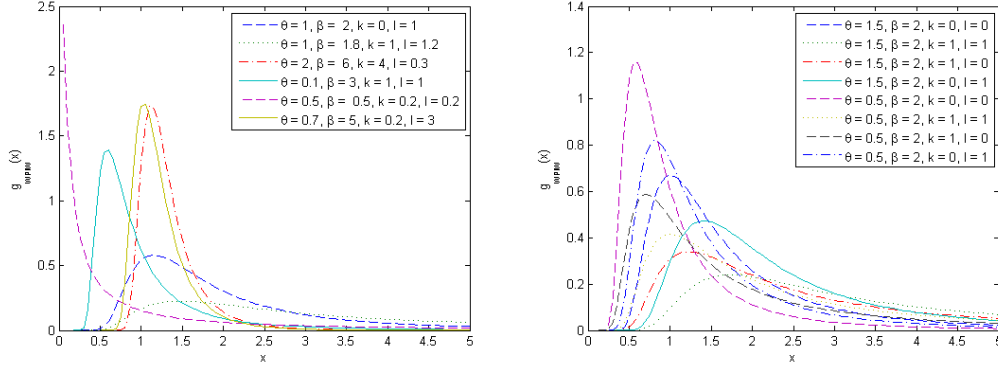 θ = 1, β = 2, k = 0, l = 1
θ = 1, β = 1.8, k = 1, l = 1.2
θ = 2, β = 6, k = 4, l = 0.3
θ = 0.1, β = 3, k = 1, l = 1
θ = 0.5, β = 0.5, k = 0.2, l = 0.2
θ = 0.7, β = 5, k = 0.2, l = 3
2.5
2
1.5
1
0.5
0
g (x)
0 0.5 1 1.5 2 2.5 3 3.5 4 4.5 5
x
θ = 1.5, β = 2, k = 0, l = 0
θ = 1.5, β = 2, k = 1, l = 1
θ = 1.5, β = 2, k = 1, l = 0
θ = 1.5, β = 2, k = 0, l = 1
θ = 0.5, β = 2, k = 0, l = 0
θ = 0.5, β = 2, k = 1, l = 1
θ = 0.5, β = 2, k = 1, l = 0
θ = 0.5, β = 2, k = 0, l = 1
1.4
1.2
1
0.8
0.6
0.4
0.2
0
g (x)
0 0.5 1 1.5 2 2.5 3 3.5 4 4.5 5
x